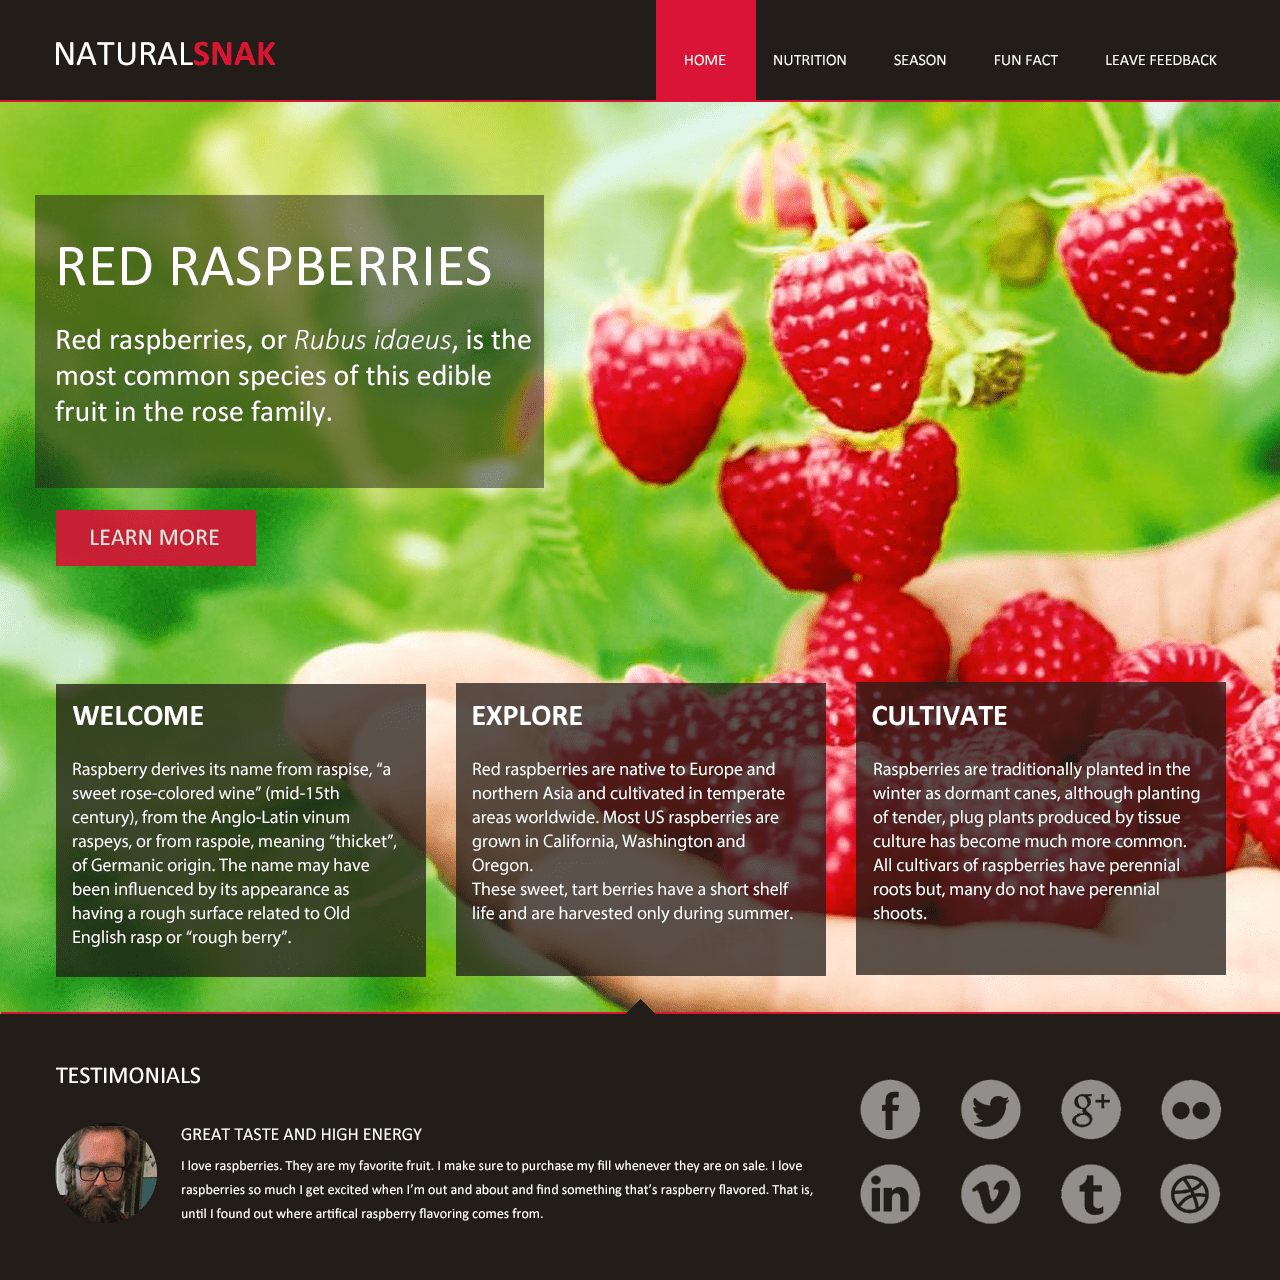 NATURALSNAK
HOME NUTRITION SEASON FUN FACT LEAVE FEEDBACK
RED RASPBERRIES
Red raspberries, or Rubus idaeus, is the
most common species of this edible
fruit in the rose family.
LEARN MORE
WELCOME
Raspberry derives its name from raspise, “a
sweet rose-colored wine” (mid-15th
century), from the Anglo-Latin vinum
raspeys, or from raspoie, meaning “thicket”,
of Germanic origin. The name may have
been influenced by its appearance as
having a rough surface related to Old
English rasp or “rough berry”.
EXPLORE
Red raspberries are native to Europe and
northern Asia and cultivated in temperate
areas worldwide. Most US raspberries are
grown in California, Washington and
Oregon.
These sweet, tart berries have a short shelf
life and are harvested only during summer.
CULTIVATE
Raspberries are traditionally planted in the
winter as dormant canes, although planting
of tender, plug plants produced by tissue
culture has become much more common.
All cultivars of raspberries have perennial
roots but, many do not have perennial
shoots.
TESTIMONIALS
GREAT TASTE AND HIGH ENERGY
I love raspberries. They are my favorite fruit. I make sure to purchase my fill whenever they are on sale. I love
raspberries so much I get excited when I’m out and about and find something that’s raspberry flavored. That is,
until I found out where artifical raspberry flavoring comes from.
f g+
in v t